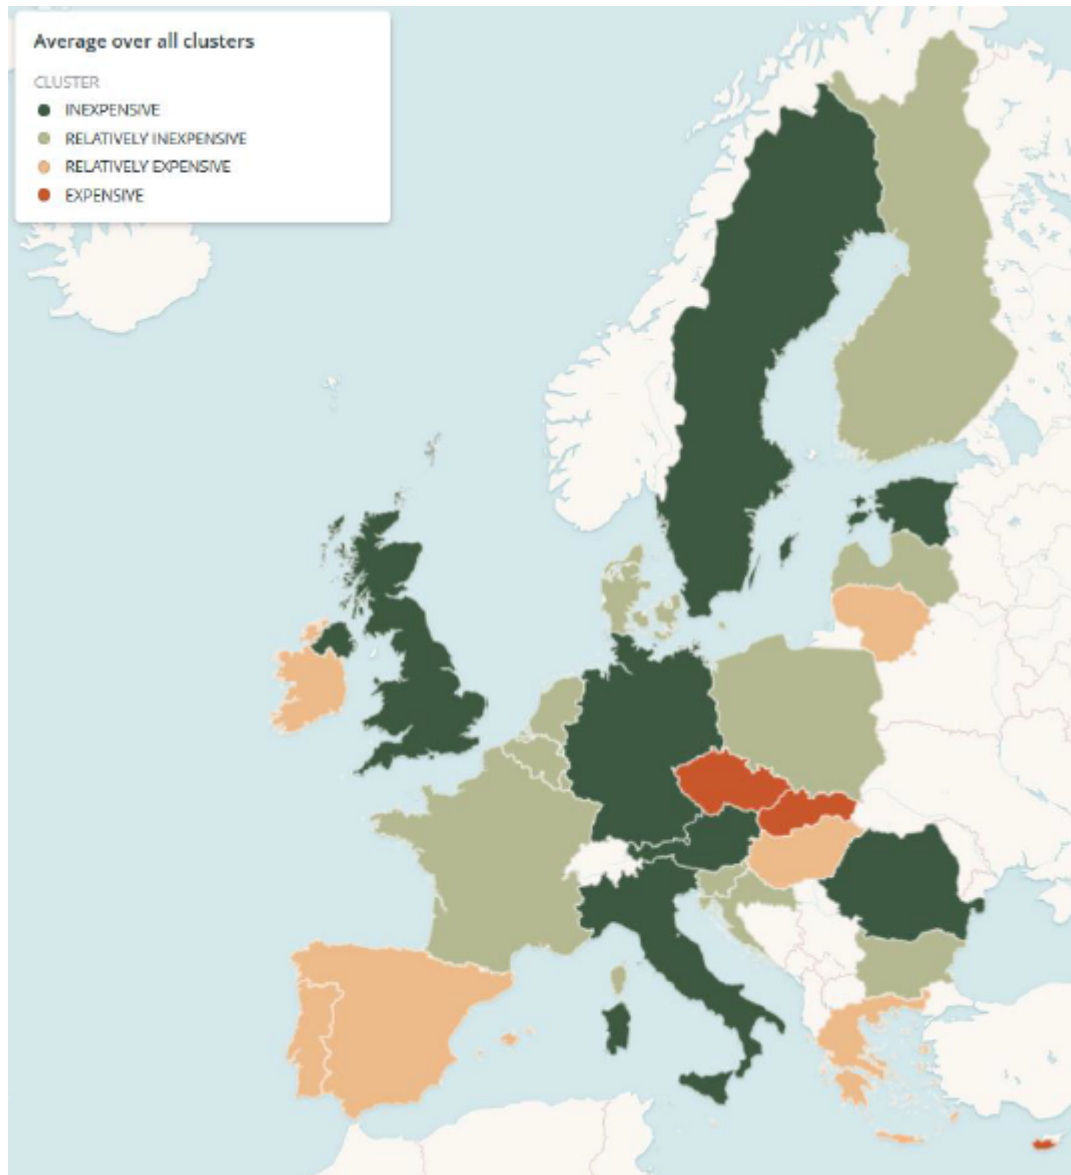 Average over all clusters
CLUSTER
INEXPENSIVE
RELATIVELY INEXPENSIVE
RELATIVELY EXPENSIVE
EXPENSIVE